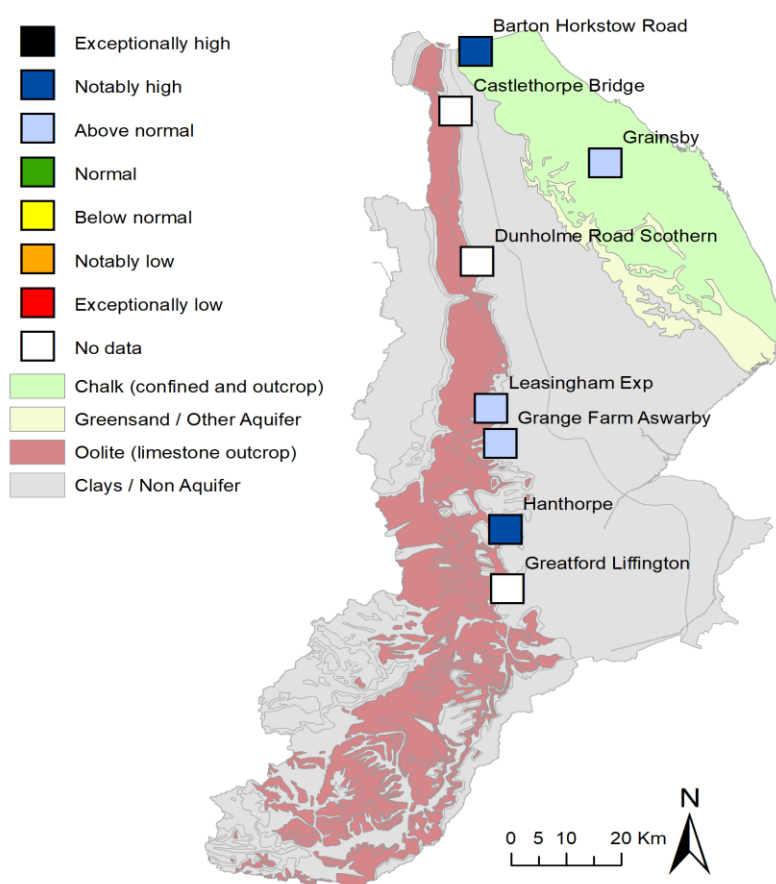 Exceptionally high
Notably high
Above normal
Normal
Below normal
Notably low
Exceptionally low
No data
Chalk (confined and outcrop)
Greensand / Other Aquifer
Oolite (limestone outcrop)
Clays / Non Aquifer
Barton Horkstow Road
Castlethorpe Bridge
Grainsby
Dunholme Road Scothern
Leasingham Exp
Grange Farm Aswarby
Hanthorpe
Greatford Liffington
N
0 5 10 20 Km